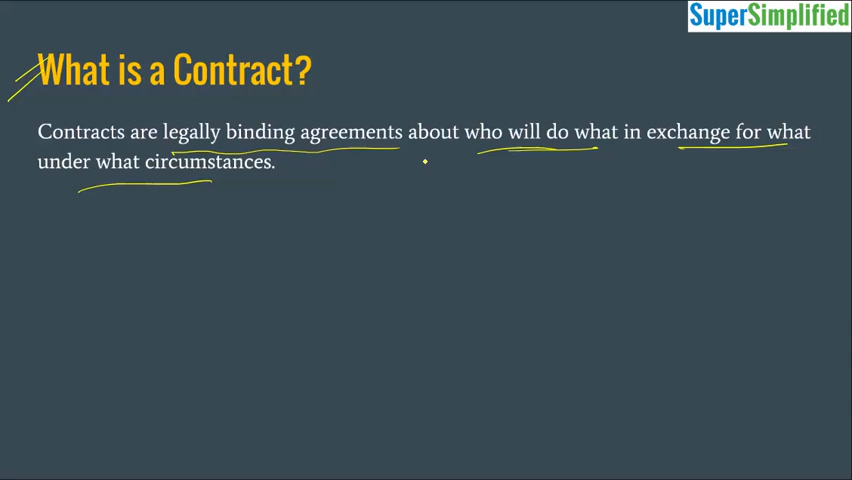 SuperSimplified
What is a Contract?
Contracts are legally binding agreements about who will do what in exchange for what
under what circumstances.